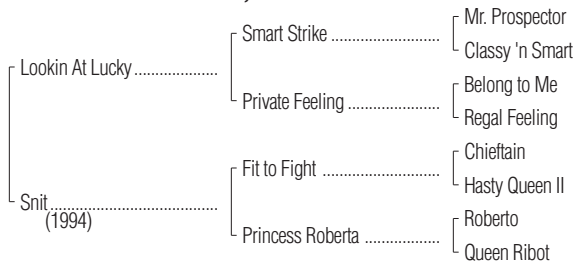 Mr. Prospector
Smart Strike ........................
Classy 'n Smart
Lookin At Lucky ....................
Belong to Me
Private Feeling ....................
Regal Feeling
Chieftain
Fit to Fight .........................
Hasty Queen II
Snit ..................................
(1994)
Roberto
Princess Roberta .................
Queen Ribot